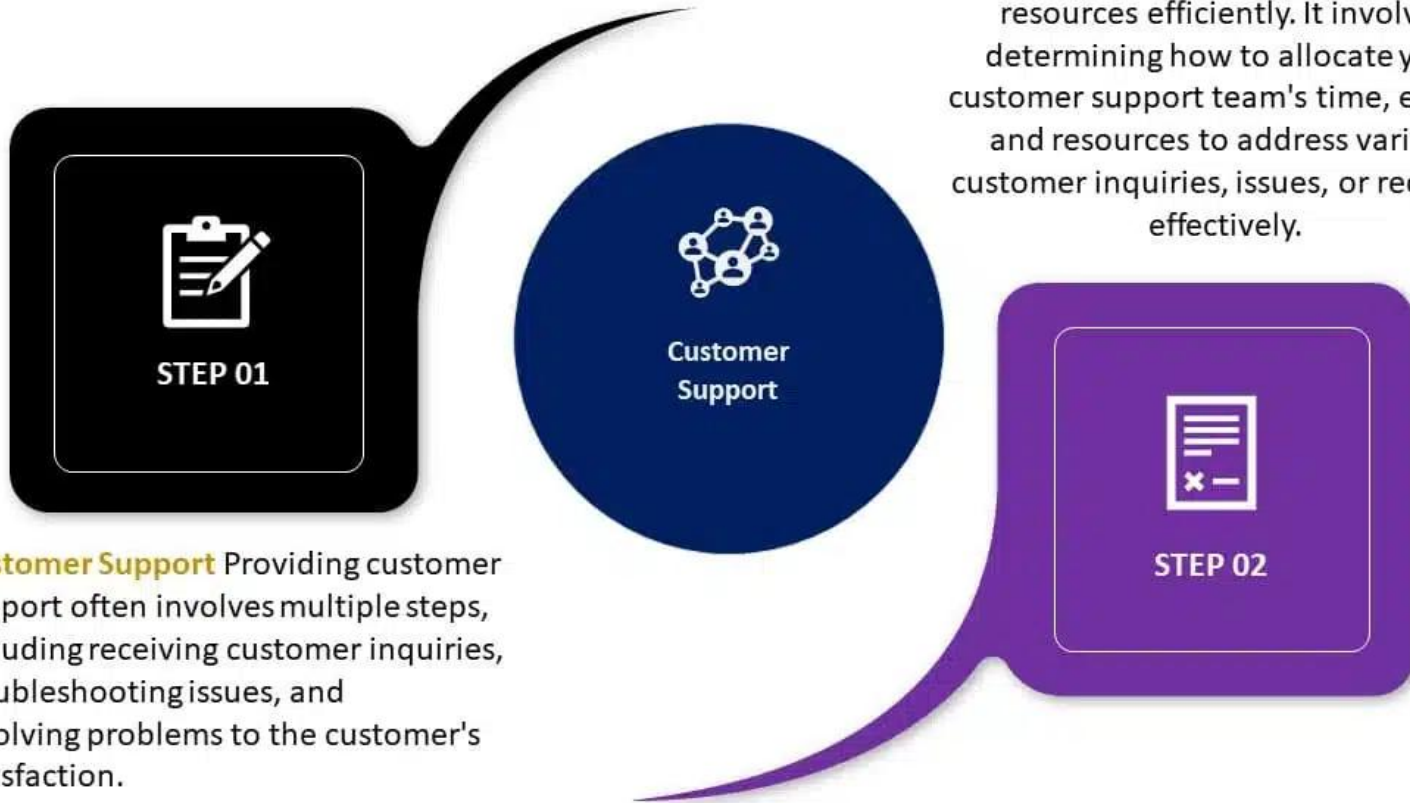 STEP 01
stomer Support Providing customer
port often involves multiple steps,
uding receiving customer inquiries,
ubleshooting issues, and
olving problems to the customer's
sfaction.
Customer
Support
resources efficiently. It involv
determining how to allocate y
customer support team's time, e
and resources to address vari
customer inquiries, issues, or re
effectively.
STEP 02